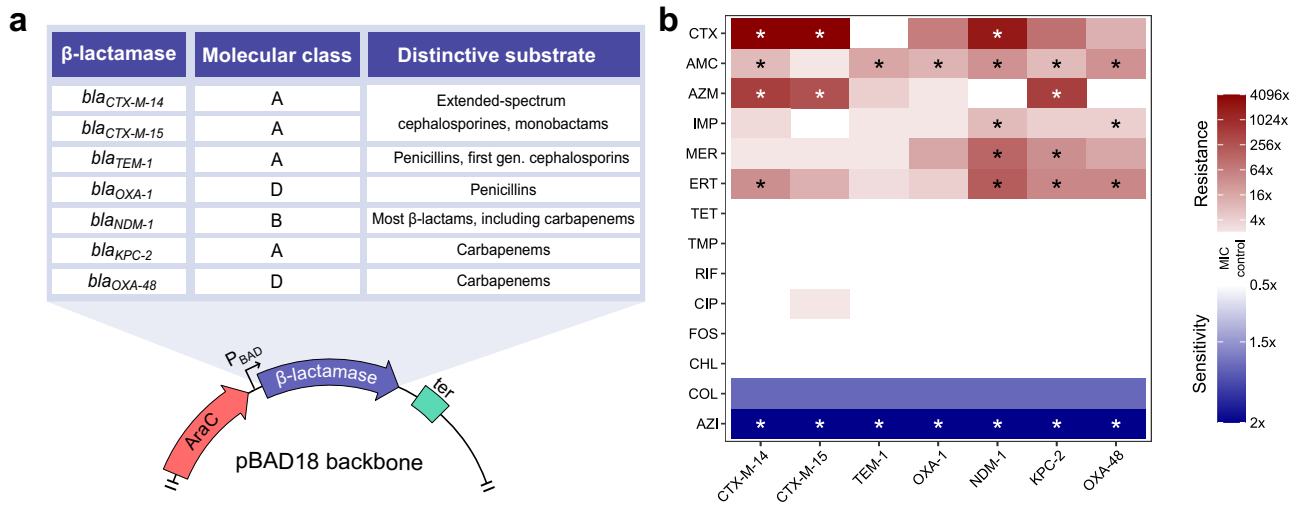 a
β-lactamase Molecular class Distinctive substrate
blaCTX-M-14 A Extended-spectrum
cephalosporines, monobactams
blaCTX-M-15 A
blaTEM-1 A Penicillins, first gen. cephalosporins
blaOXA-1 D Penicillins
blaNDM-1 B Most β-lactams, including carbapenems
blaKPC-2 A Carbapenems
blaOXA-48 D Carbapenems
PBAD
β-lactamase
ter
AraC
pBAD18 backbone
b
CTX * * *
AMC * * * * * *
AZM * * *
IMP * *
MER * *
ERT * * * *
TET
TMP
RIF
CIP
FOS
CHL
COL
AZI * * * * * * *
CTX-M-14 CTX-M-15 TEM-1 OXA-1 NDM-1 KPC-2 OXA-48
Resistance
4096x
1024x
256x
64x
16x
4x
MIC
control
Sensitivity
0.5x
1.5x
2x